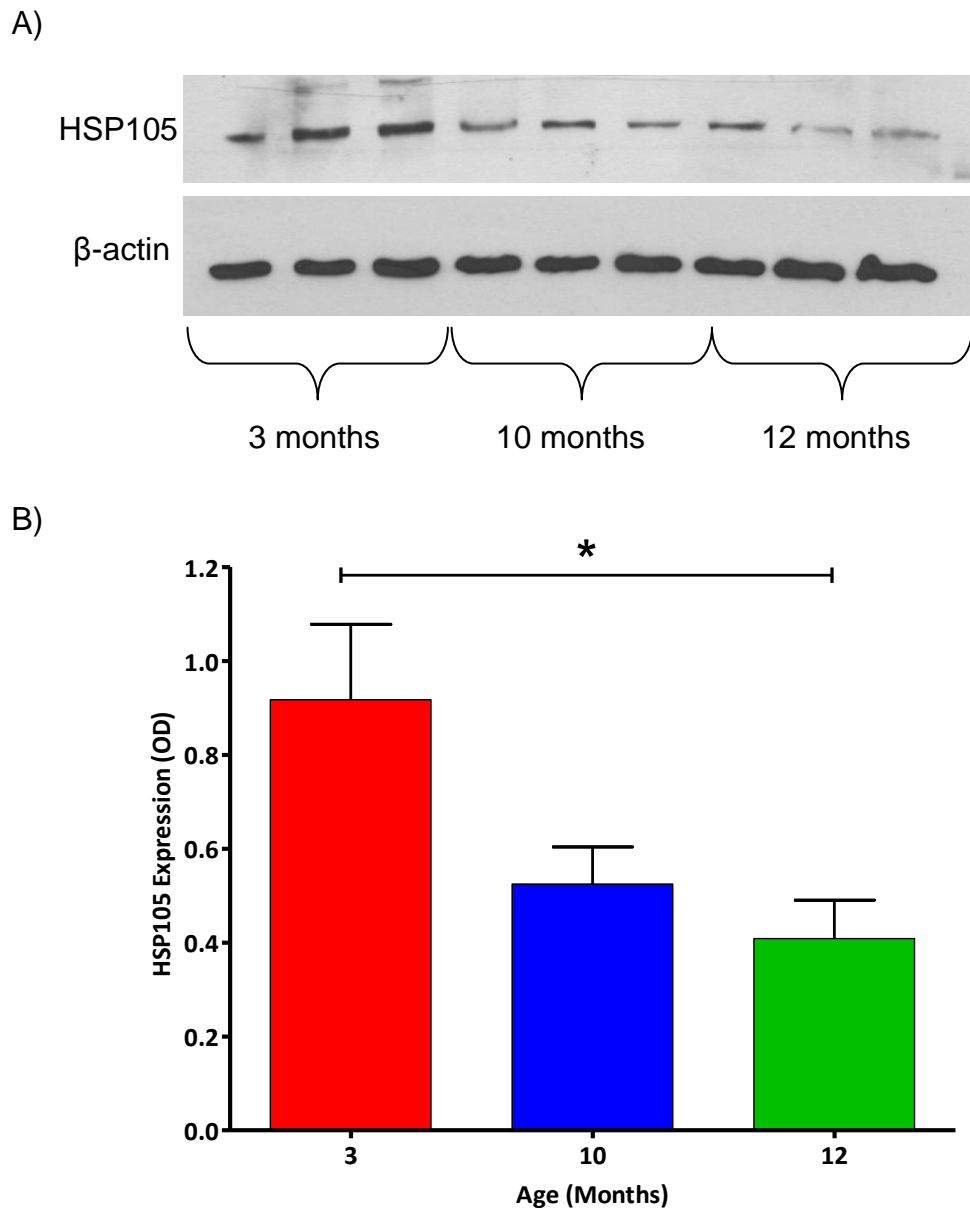 A)
HSP105
β-actin
3 months 10 months 12 months
B)
*
1.2
1.0
0.8
0.6
0.4
0.2
0.0
HSP105 Expression (OD)
3 10 12
Age (Months)